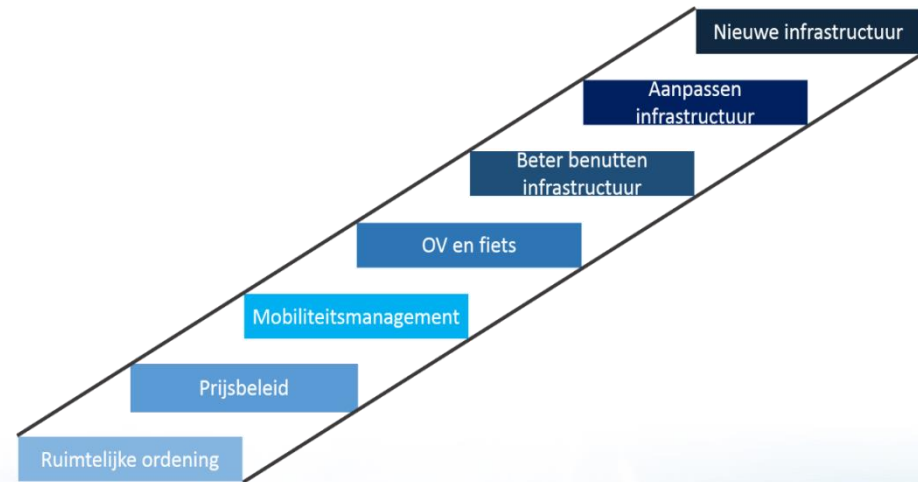 Nieuwe infrastructuur
Aanpassen
infrastructuur
Beter benutten
infrastructuur
OV en fiets
Mobiliteitsmanagement
Prijsbeleid
Ruimtelijke ordening